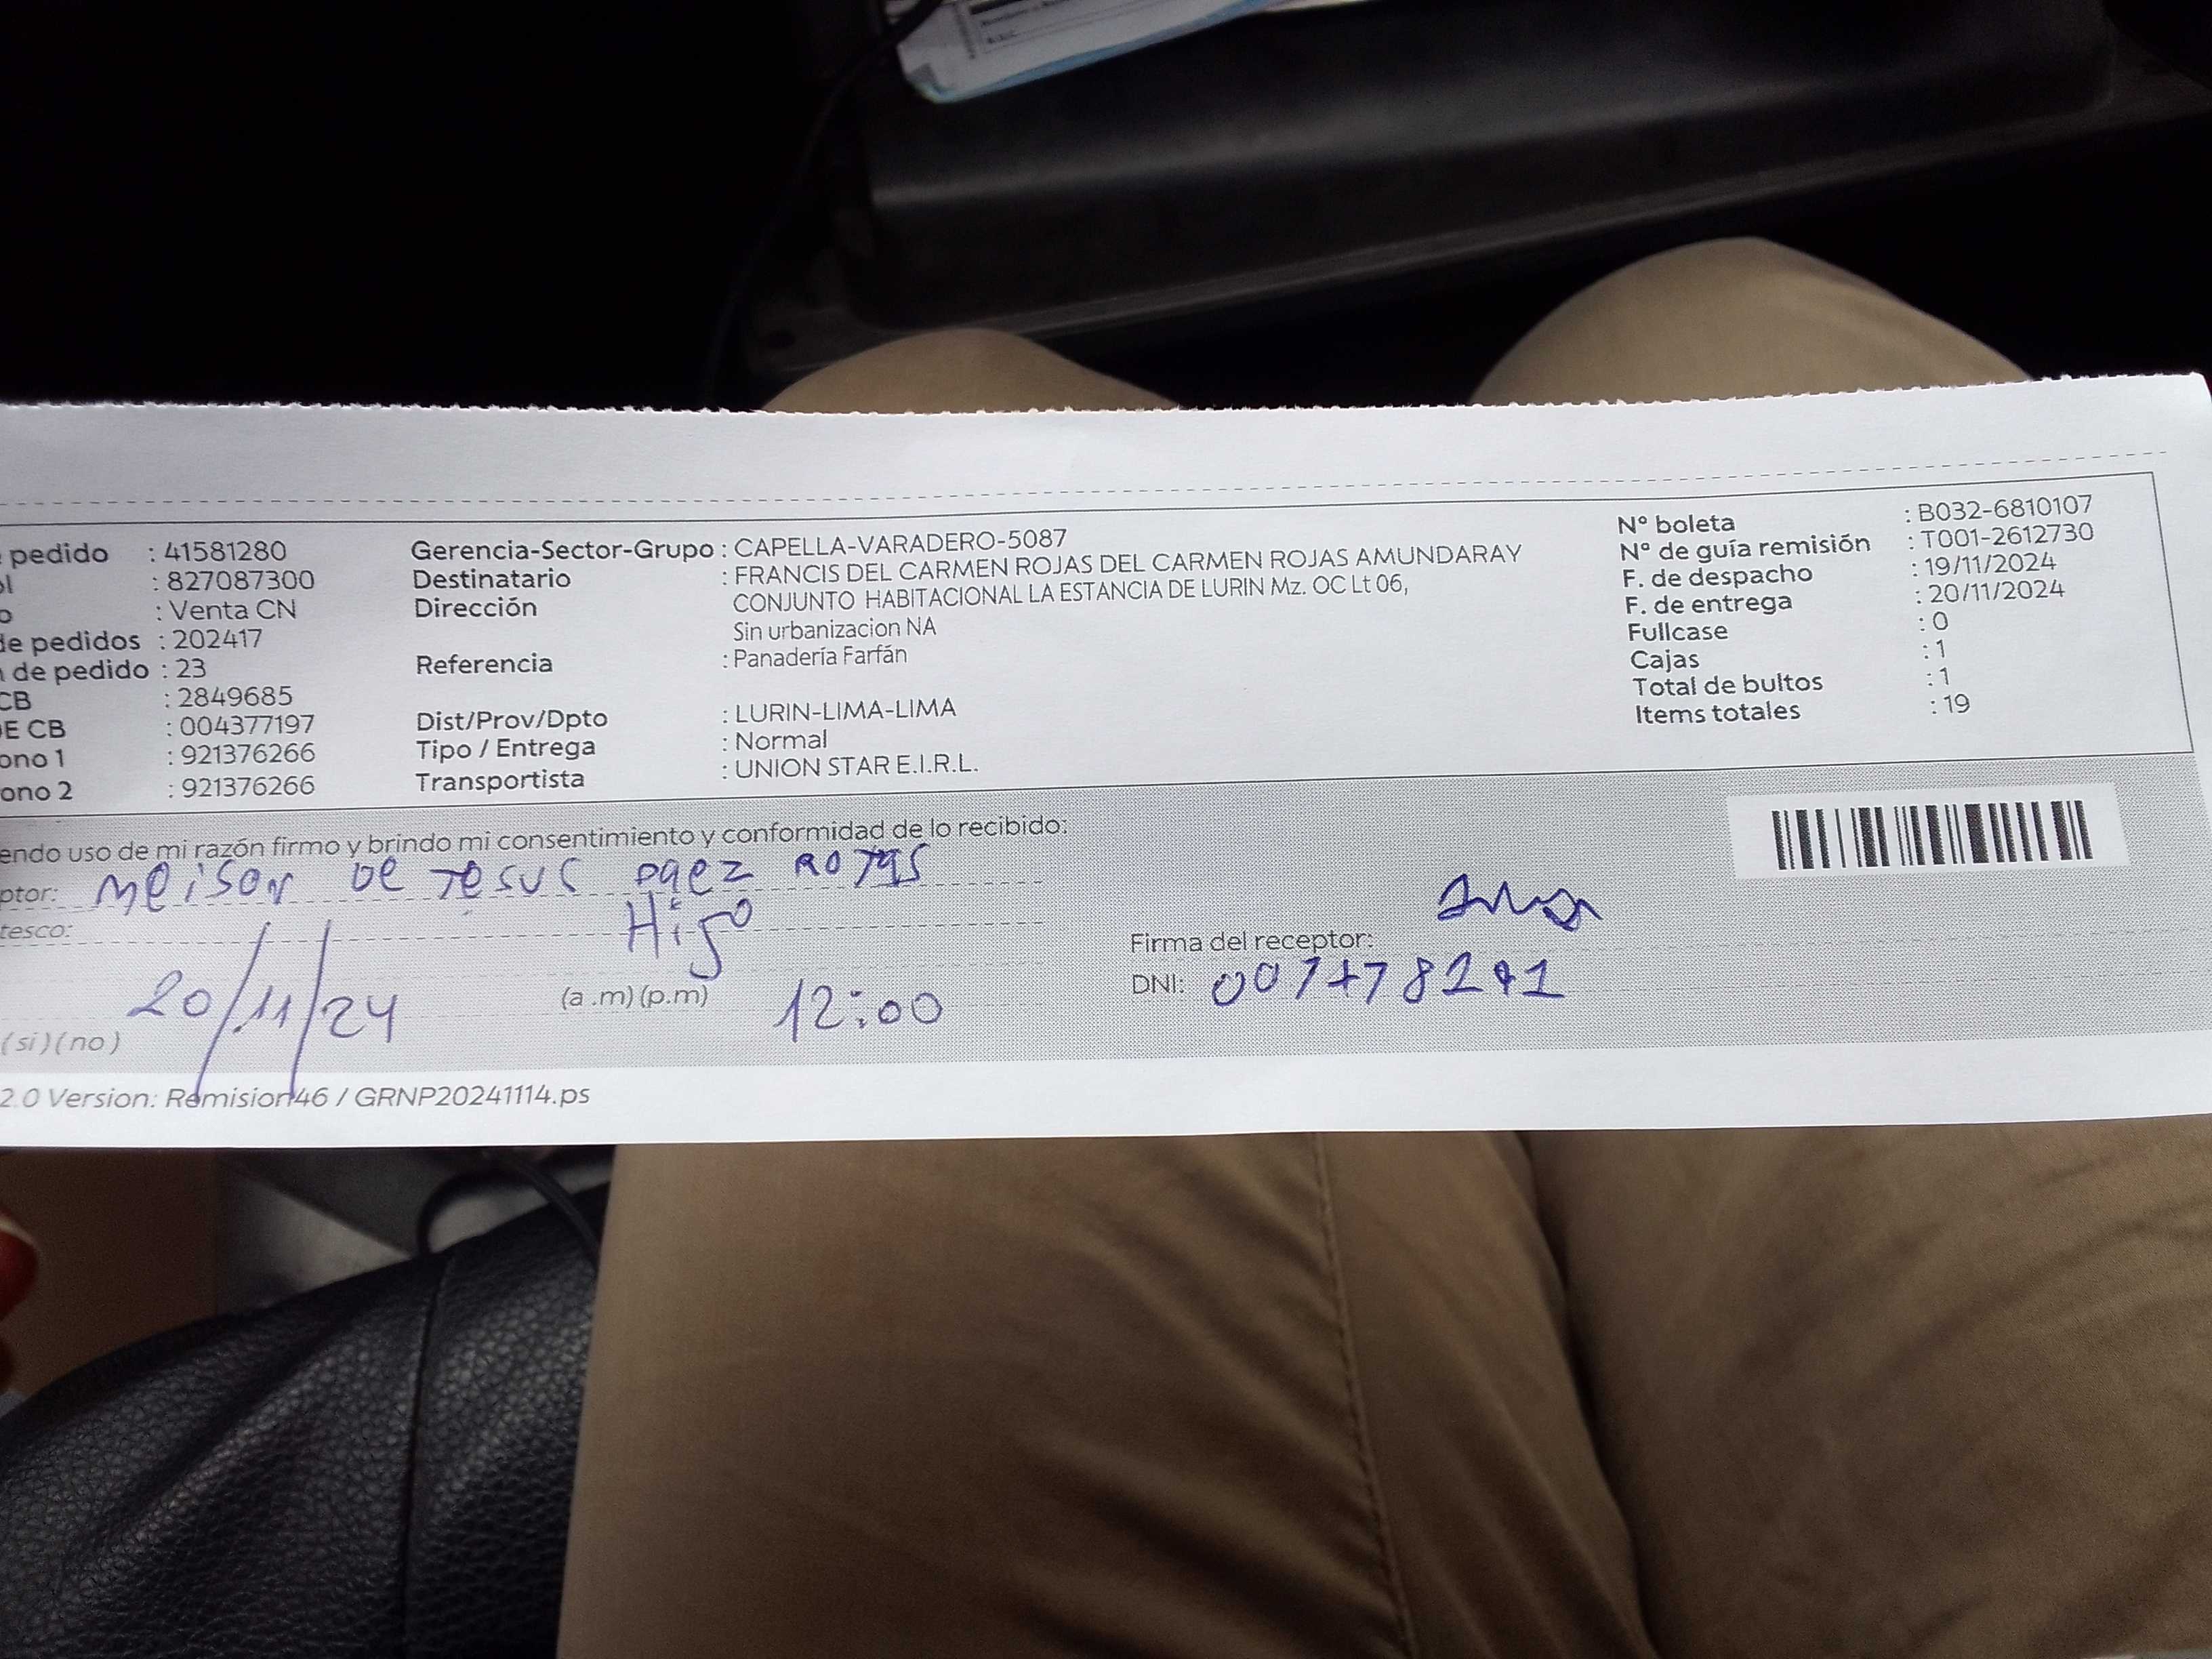 pedido : 41581280
: 827087300
: Venta CN
de pedidos : 202417
de pedido : 23
CB : 2849685
E CB : 004377197
ono 1 : 921376266
ono 2 : 921376266
Gerencia-Sector-Grupo : CAPELLA-VARADERO-5087
Destinatario : FRANCIS DEL CARMEN ROJAS DEL CARMEN ROJAS AMUNDARAY
Dirección : CONJUNTO HABITACIONAL LA ESTANCIA DE LURIN Mz. OC Lt 06,
Sin urbanizacion NA
Referencia : Panadería Farfán
Dist/Prov/Dpto : LURIN-LIMA-LIMA
Tipo / Entrega : Normal
Transportista : UNION STAR E.I.R.L.
N° boleta : B032-6810107
N° de guía remisión : T001-2612730
F. de despacho : 19/11/2024
F. de entrega : 20/11/2024
Fullcase : 0
Cajas : 1
Total de bultos : 1
Items totales : 19
endo uso de mi razón firmo y brindo mi consentimiento y conformidad de lo recibido:
ptor: Meison De Jesus Paez Rojas
tesco: Higo
Firma del receptor:
20/11/24 (a .m) (p.m) 12:00
DNI:
(si) (no)
2.0 Version: Remision46 / GRNP20241114.ps